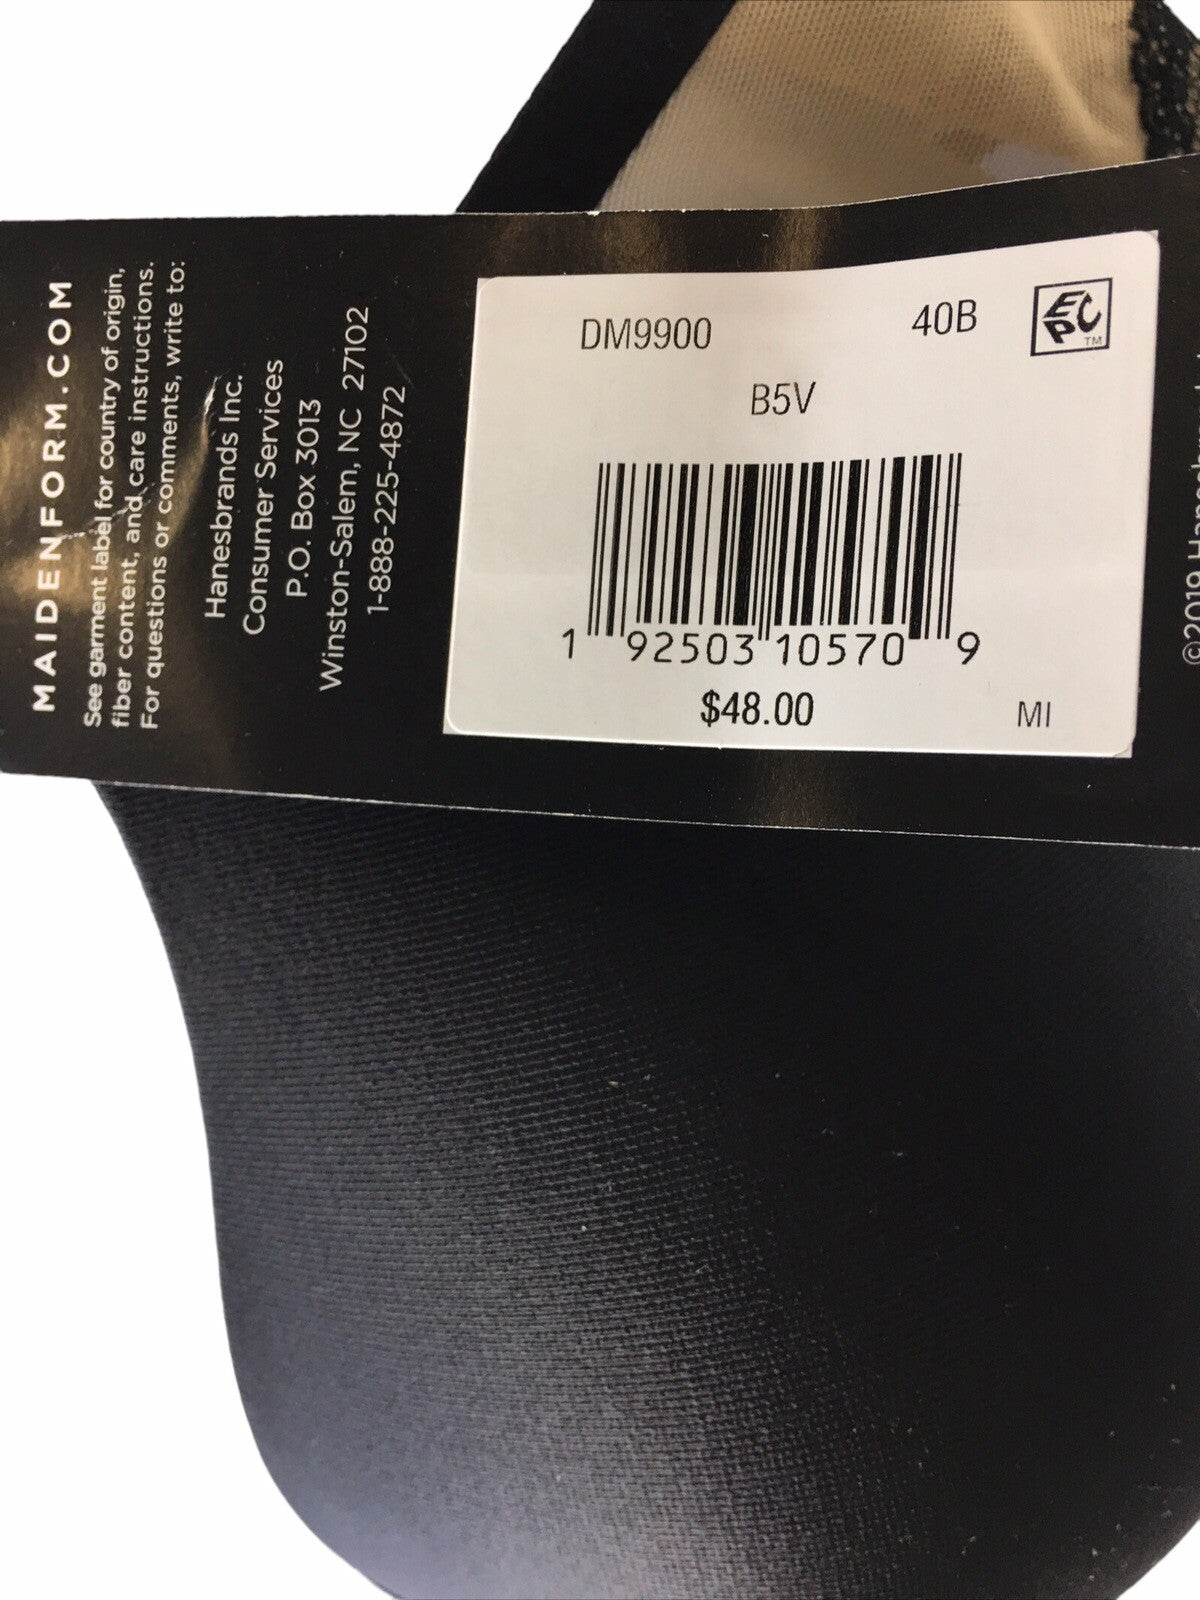 MAIDENFORM.COM
See garment label for country of origin,
fiber content, and care instructions.
For questions or comments, write to:
Hanesbrands Inc.
Consumer Services
P.O. Box 3013
Winston-Salem, NC 27102
1-888-225-4872
DM9900 40B EPC™
B5V
1 92503 10570 9
$48.00 MI
©2019